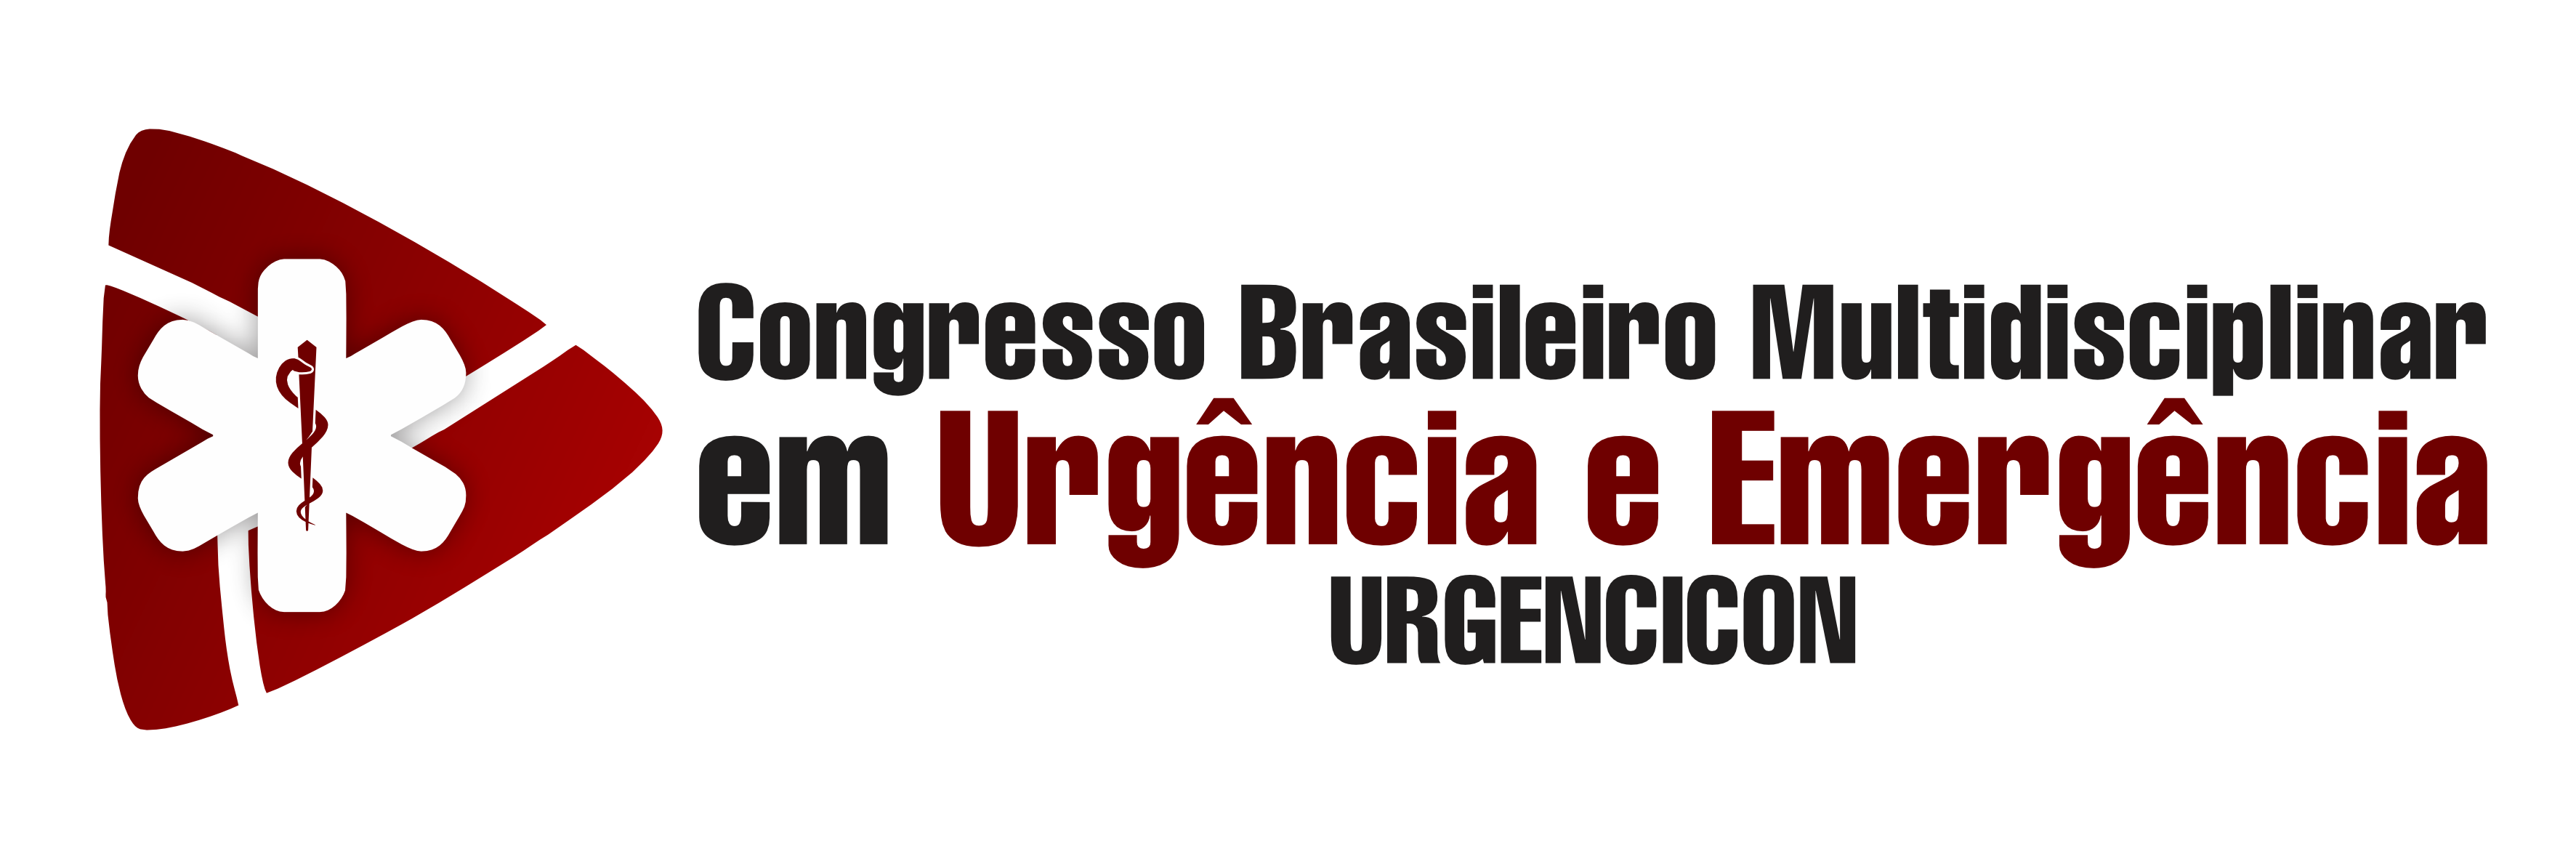 Congresso Brasileiro Multidisciplinar
em Urgência e Emergência
URGENCICON